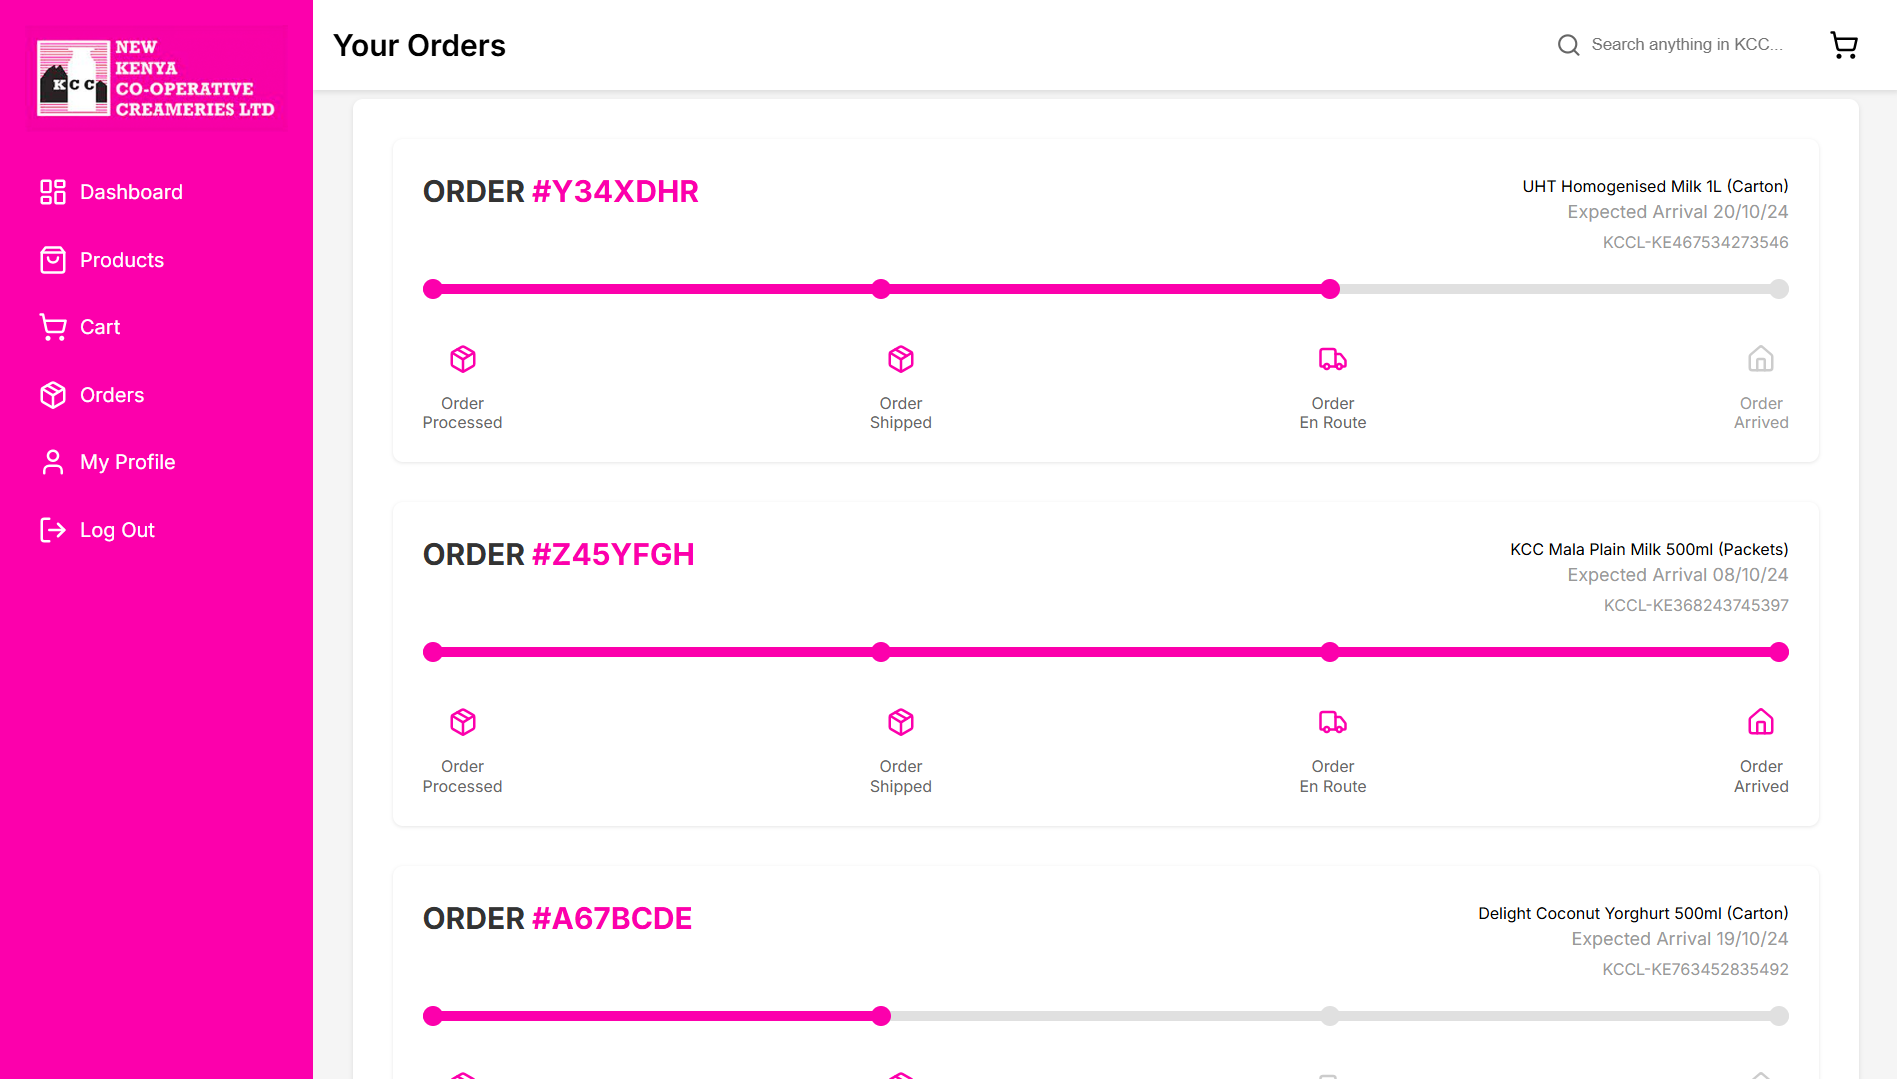 NEW
KENYA
CO-OPERATIVE
CREAMERIES LTD
KCC
Dashboard
Products
Cart
Orders
My Profile
Log Out
Your Orders
Search anything in KCC...
ORDER #Y34XDHR
UHT Homogenised Milk 1L (Carton)
Expected Arrival 20/10/24
KCCL-KE467534273546
Order
Processed
Order
Shipped
Order
En Route
Order
Arrived
ORDER #Z45YFGH
KCC Mala Plain Milk 500ml (Packets)
Expected Arrival 08/10/24
KCCL-KE368243745397
Order
Processed
Order
Shipped
Order
En Route
Order
Arrived
ORDER #A67BCDE
Delight Coconut Yorghurt 500ml (Carton)
Expected Arrival 19/10/24
KCCL-KE763452835492